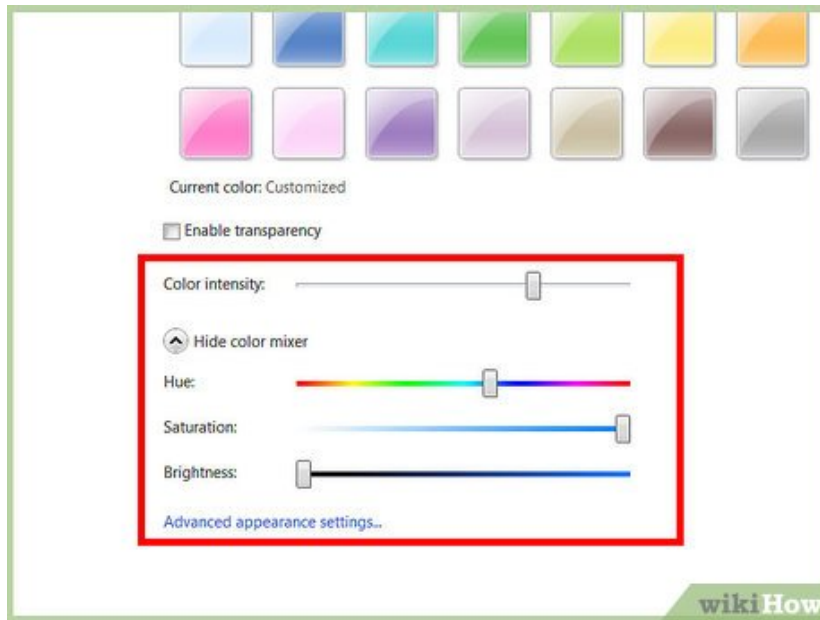 Current color: Customized
Enable transparency
Color intensity:
Hide color mixer
Hue:
Saturation:
Brightness:
Advanced appearance settings...
wikiHow